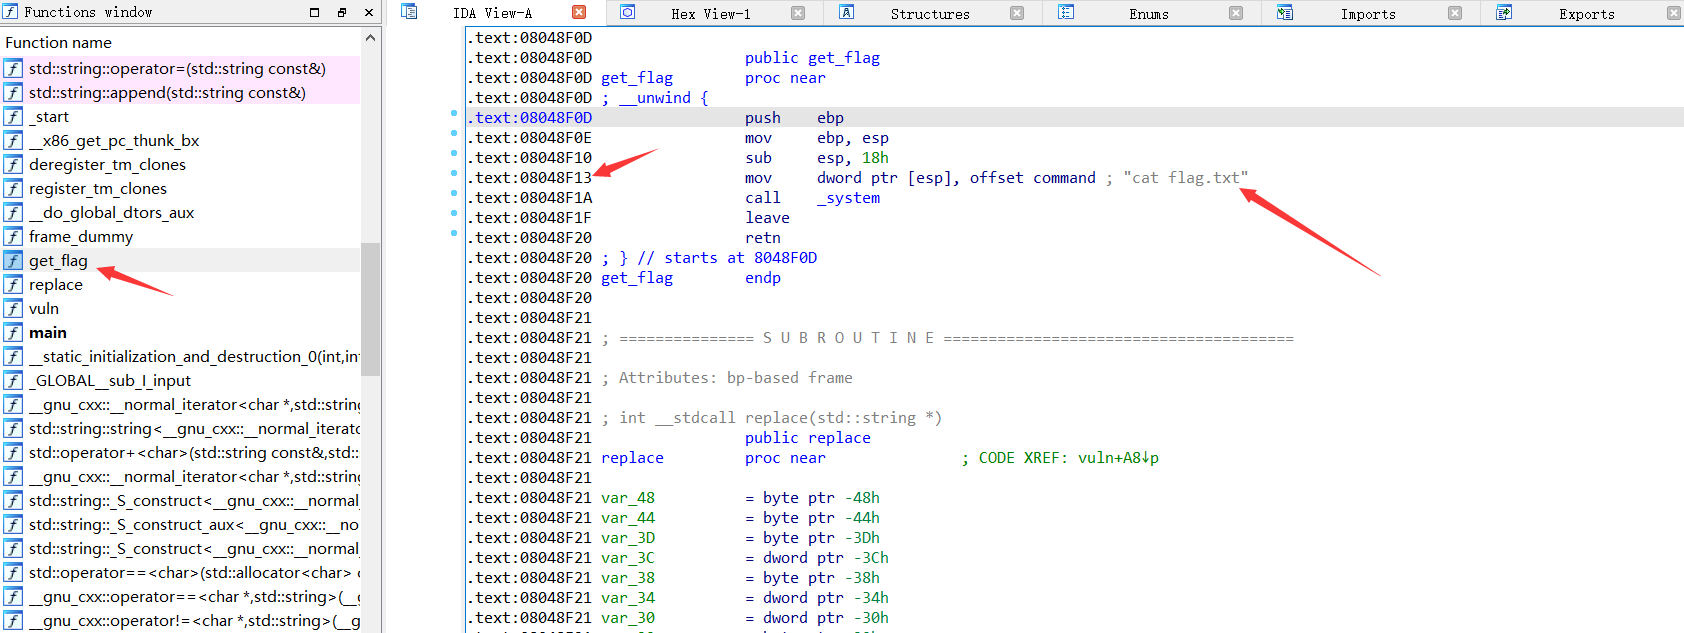 Functions window
IDA View-A
Hex View-1
Structures
Enums
Imports
Exports
Function name
std::string::operator=(std::string const&)
std::string::append(std::string const&)
_start
__x86_get_pc_thunk_bx
deregister_tm_clones
register_tm_clones
__do_global_dtors_aux
frame_dummy
get_flag
replace
vuln
main
__static_initialization_and_destruction_0(int,in
_GLOBAL__sub_I_input
__gnu_cxx::__normal_iterator<char *,std::string
std::string::string<__gnu_cxx::__normal_iterato
std::operator+<char>(std::string const&,std::
__gnu_cxx::__normal_iterator<char *,std::string
std::string::_S_construct<__gnu_cxx::__normal_
std::string::_S_construct_aux<__gnu_cxx::__no
std::string::_S_construct<__gnu_cxx::__normal_
std::operator==<char>(std::allocator<char> c
__gnu_cxx::operator==<char *,std::string>(__g
__gnu_cxx::operator!=<char *,std::string>(__g
.text:08048F0D
.text:08048F0D public get_flag
.text:08048F0D get_flag proc near
.text:08048F0D ; __unwind {
.text:08048F0D push ebp
.text:08048F0E mov ebp, esp
.text:08048F10 sub esp, 18h
.text:08048F13 mov dword ptr [esp], offset command ; "cat flag.txt"
.text:08048F1A call _system
.text:08048F1F leave
.text:08048F20 retn
.text:08048F20 ; } // starts at 8048F0D
.text:08048F20 get_flag endp
.text:08048F20
.text:08048F21
.text:08048F21 ; =============== S U B R O U T I N E =======================================
.text:08048F21
.text:08048F21 ; Attributes: bp-based frame
.text:08048F21
.text:08048F21 ; int __stdcall replace(std::string *)
.text:08048F21 public replace
.text:08048F21 replace proc near ; CODE XREF: vuln+A8↓p
.text:08048F21
.text:08048F21 var_48 = byte ptr -48h
.text:08048F21 var_44 = byte ptr -44h
.text:08048F21 var_3D = byte ptr -3Dh
.text:08048F21 var_3C = dword ptr -3Ch
.text:08048F21 var_38 = byte ptr -38h
.text:08048F21 var_34 = dword ptr -34h
.text:08048F21 var_30 = dword ptr -30h